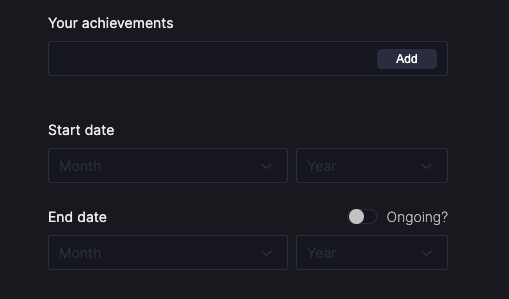 Your achievements
Add
Start date
Month Year
End date Ongoing?
Month Year